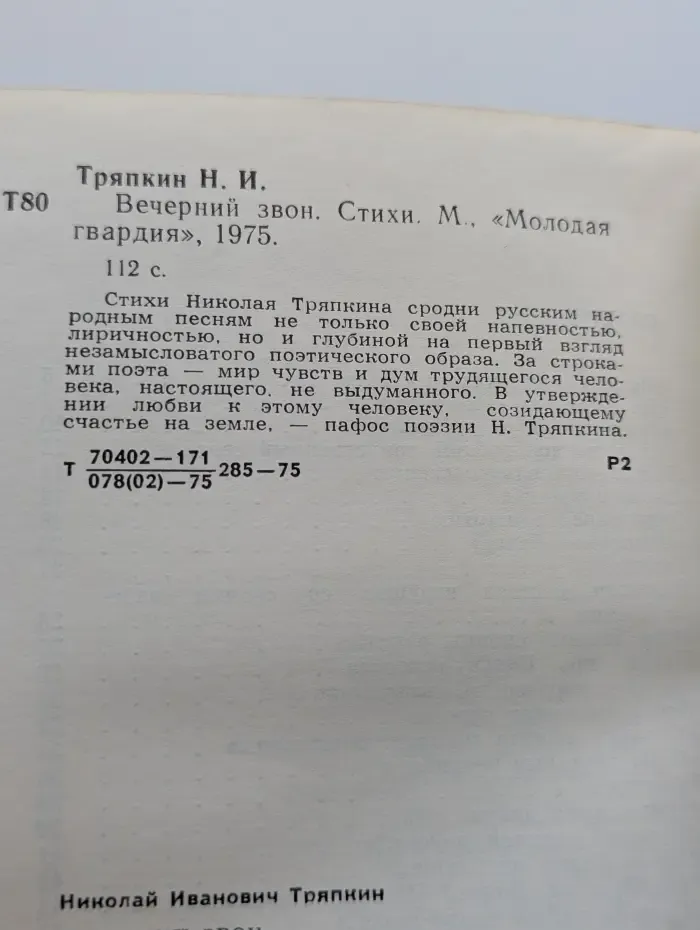 Тряпкин Н. И.
Т80 Вечерний звон. Стихи. М., «Молодая
гвардия», 1975.
112 с.
Стихи Николая Тряпкина сродни русским на-
родным песням не только своей напевностью,
лиричностью, но и глубиной на первый взгляд
незамысловатого поэтического образа. За строка-
ми поэта — мир чувств и дум трудящегося чело-
века, настоящего, не выдуманного. В утвержде-
нии любви к этому человеку, созидающему
счастье на земле, — пафос поэзии Н. Тряпкина.
70402—171
Т 285—75 Р2
078(02)—75
Николай Иванович Тряпкин